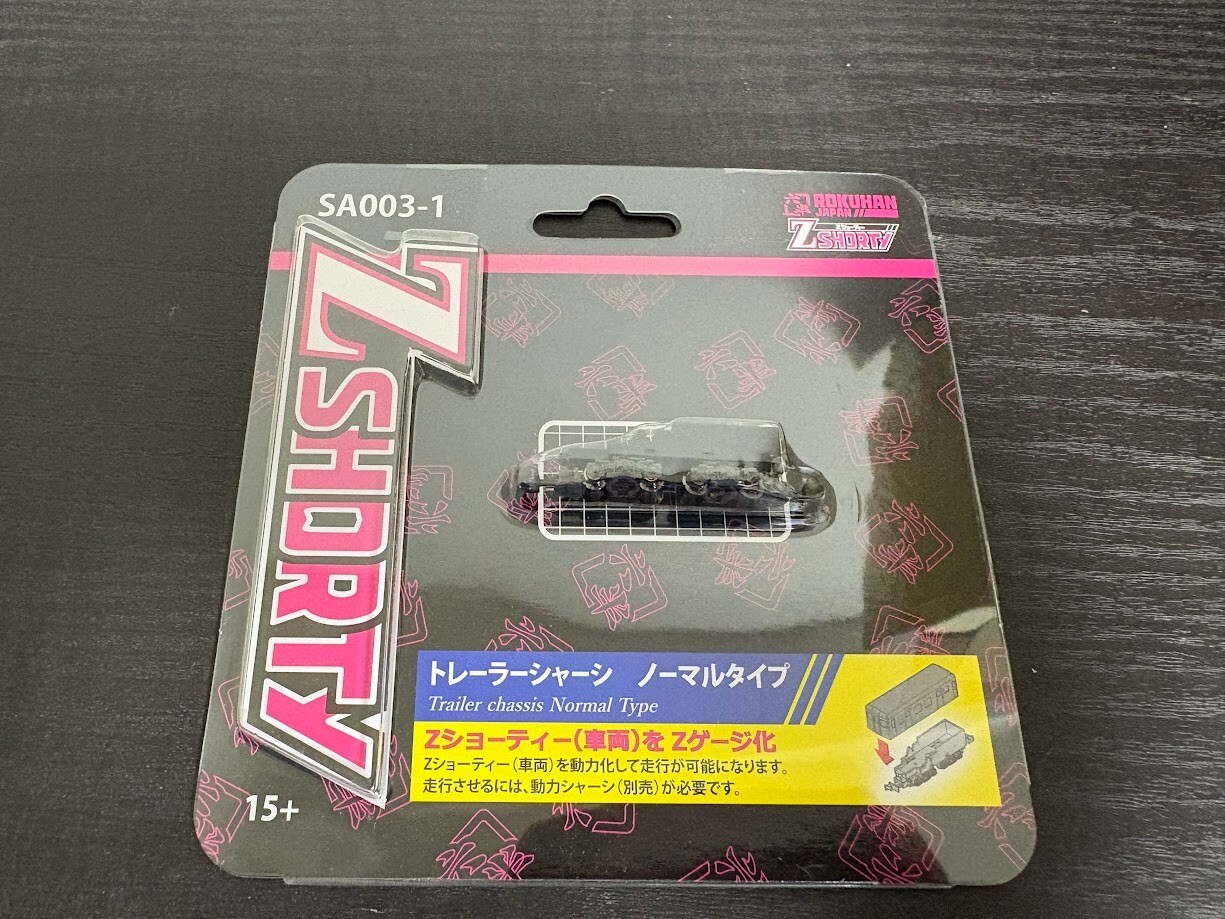 SA003-1
ROKUHAN
JAPAN
Z SHORTY
Z SHORTY
トレーラーシャーシ　ノーマルタイプ
Trailer chassis Normal Type
Zショーティー(車両)を Zゲージ化
Zショーティー(車両)を動力化して走行が可能になります。
走行させるには、動力シャーシ(別売)が必要です。
15+